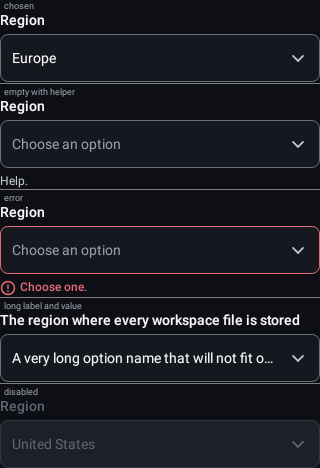 chosen
Region
Europe
empty with helper
Region
Choose an option
Help.
error
Region
Choose an option
Choose one.
long label and value
The region where every workspace file is stored
A very long option name that will not fit o...
disabled
Region
United States